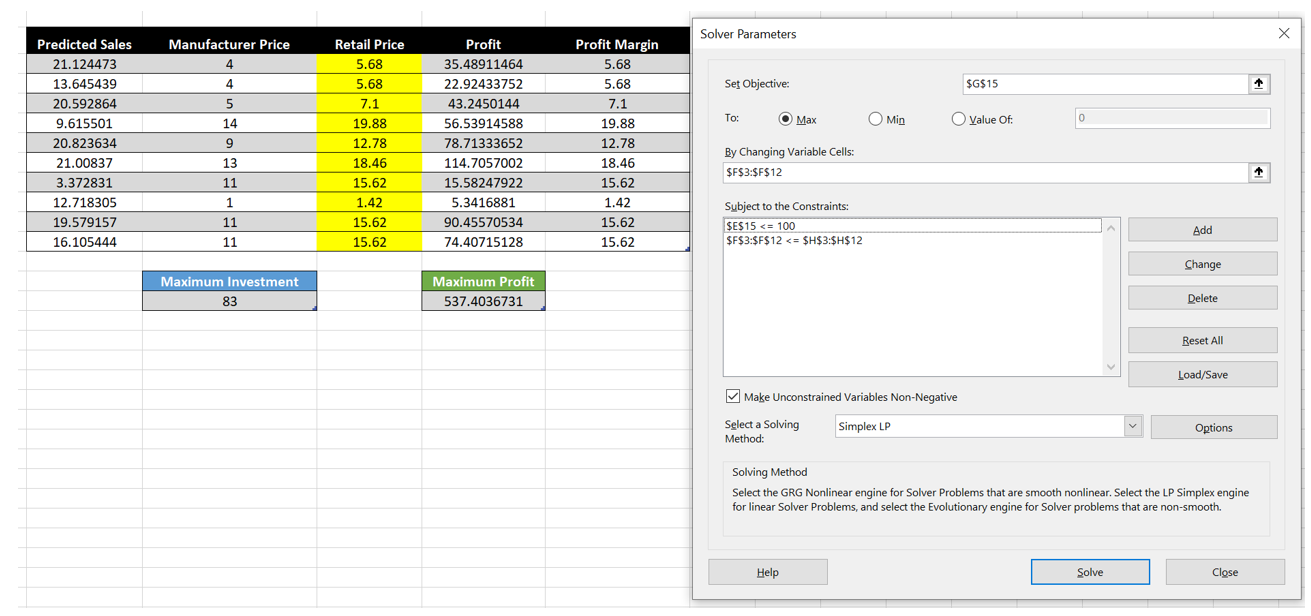 Predicted Sales Manufacturer Price Retail Price Profit Profit Margin
21.124473 4 5.68 35.48911464 5.68
13.645439 4 5.68 22.92433752 5.68
20.592864 5 7.1 43.2450144 7.1
9.615501 14 19.88 56.53914588 19.88
20.823634 9 12.78 78.71333652 12.78
21.00837 13 18.46 114.7057002 18.46
3.372831 11 15.62 15.58247922 15.62
12.718305 1 1.42 5.3416881 1.42
19.579157 11 15.62 90.45570534 15.62
16.105444 11 15.62 74.40715128 15.62
Maximum Investment Maximum Profit
83 537.4036731
Solver Parameters
Set Objective: $G$15
To: Max Min Value Of: 0
By Changing Variable Cells:
$F$3:$F$12
Subject to the Constraints:
$E$15 <= 100
$F$3:$F$12 <= $H$3:$H$12
Add
Change
Delete
Reset All
Load/Save
Make Unconstrained Variables Non-Negative
Select a Solving
Method:
Simplex LP
Options
Solving Method
Select the GRG Nonlinear engine for Solver Problems that are smooth nonlinear. Select the LP Simplex engine
for linear Solver Problems, and select the Evolutionary engine for Solver problems that are non-smooth.
Help Solve Close